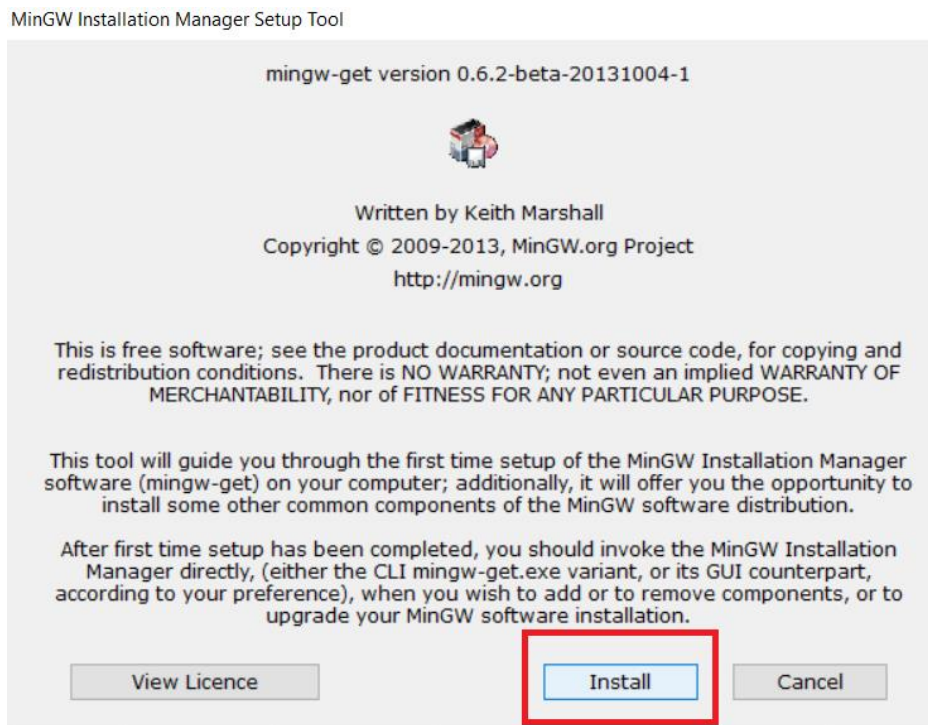 MinGW Installation Manager Setup Tool
mingw-get version 0.6.2-beta-20131004-1
Written by Keith Marshall
Copyright © 2009-2013, MinGW.org Project
http://mingw.org
This is free software; see the product documentation or source code, for copying and
redistribution conditions.  There is NO WARRANTY; not even an implied WARRANTY OF
MERCHANTABILITY, nor of FITNESS FOR ANY PARTICULAR PURPOSE.
This tool will guide you through the first time setup of the MinGW Installation Manager
software (mingw-get) on your computer; additionally, it will offer you the opportunity to
install some other common components of the MinGW software distribution.
After first time setup has been completed, you should invoke the MinGW Installation
Manager directly, (either the CLI mingw-get.exe variant, or its GUI counterpart,
according to your preference), when you wish to add or to remove components, or to
upgrade your MinGW software installation.
View Licence
Install
Cancel